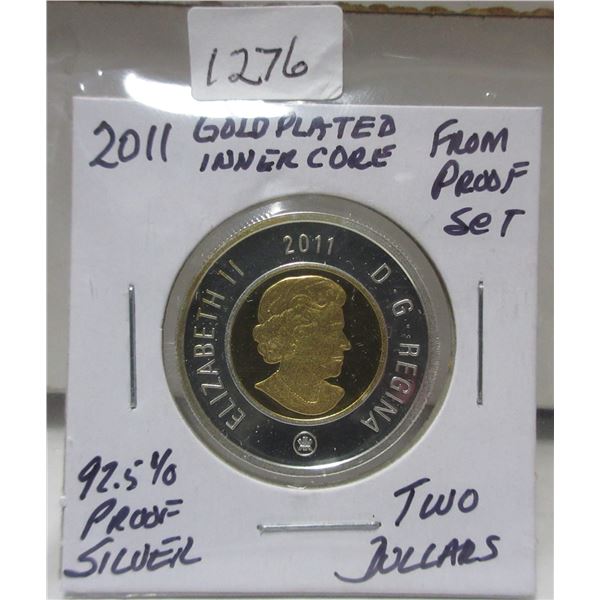 1276
2011
GOLD PLATED
INNER CORE
FROM
PROOF
SET
ELIZABETH II 2011 D·G·REGINA
92.5%
PROOF
SILVER
TWO
DOLLARS